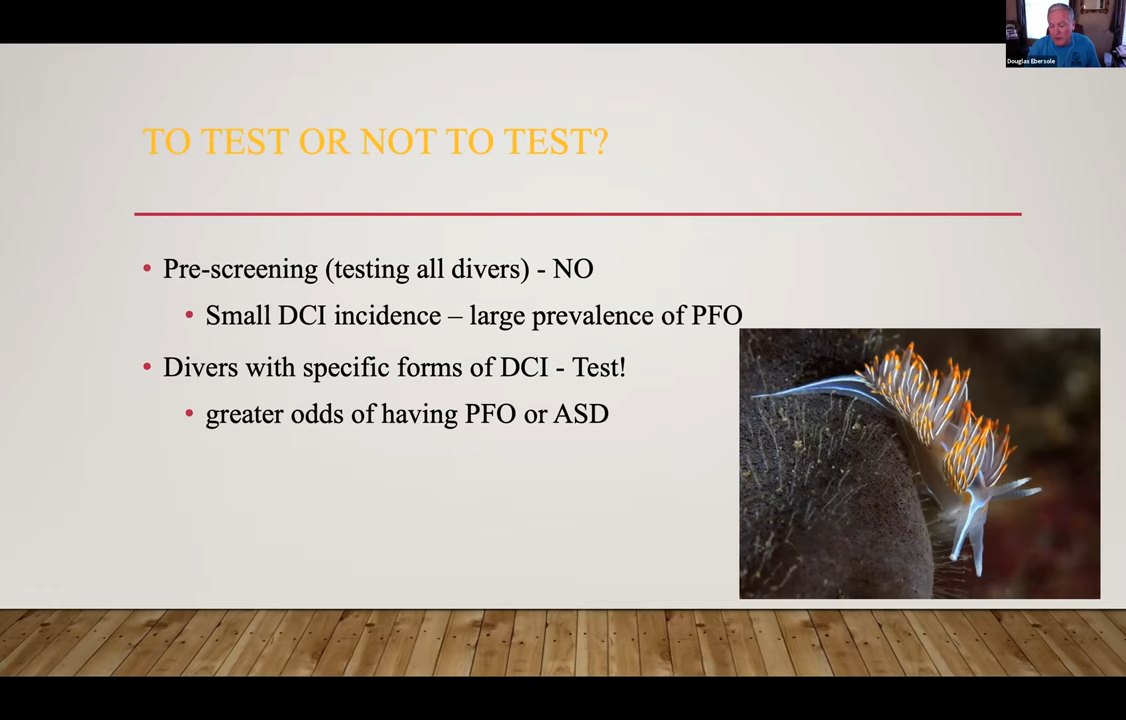 Douglas Ebersole
TO TEST OR NOT TO TEST?
• Pre-screening (testing all divers) - NO
• Small DCI incidence – large prevalence of PFO
• Divers with specific forms of DCI - Test!
• greater odds of having PFO or ASD